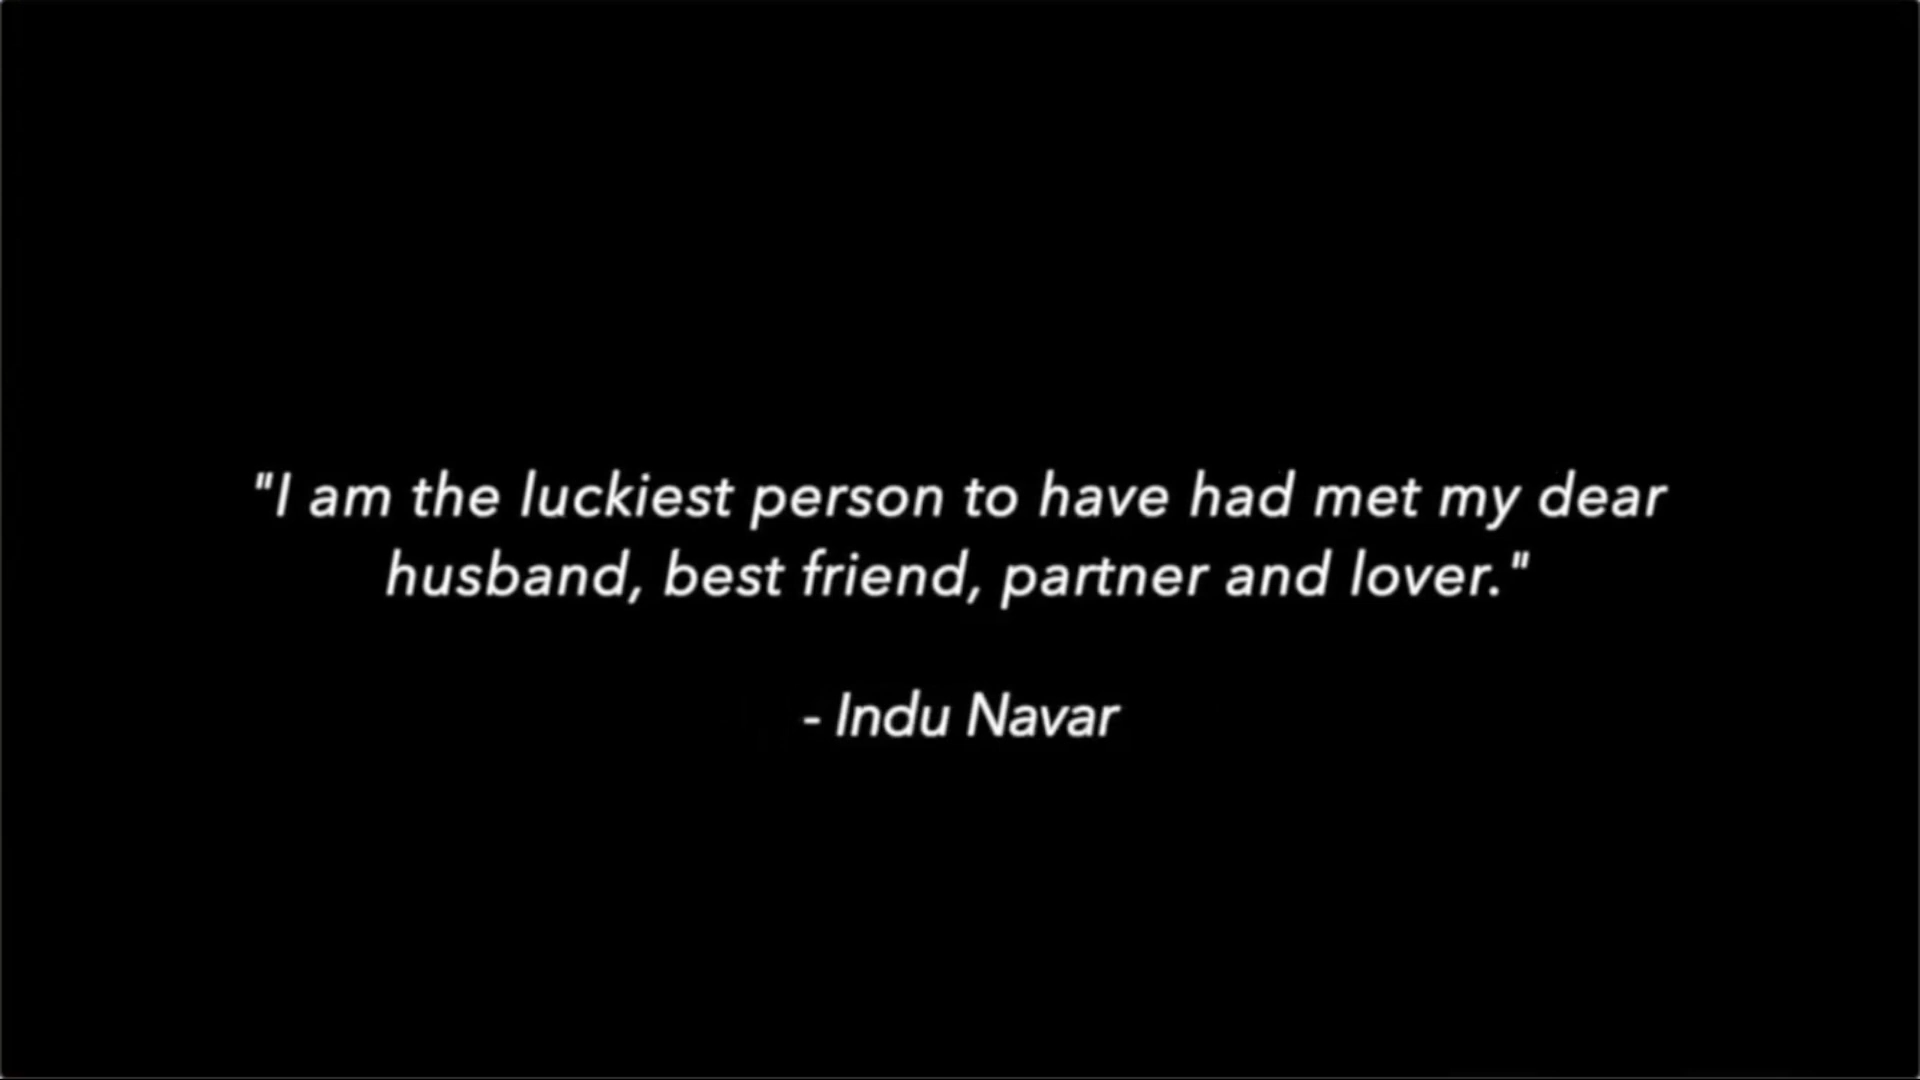 "I am the luckiest person to have had met my dear
husband, best friend, partner and lover."
- Indu Navar